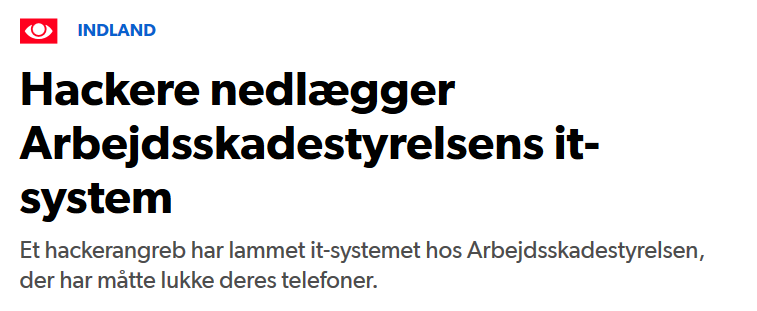 INDLAND
Hackere nedlægger
Arbejdsskadestyrelsens it-
system
Et hackerangreb har lammet it-systemet hos Arbejdsskadestyrelsen,
der har måtte lukke deres telefoner.